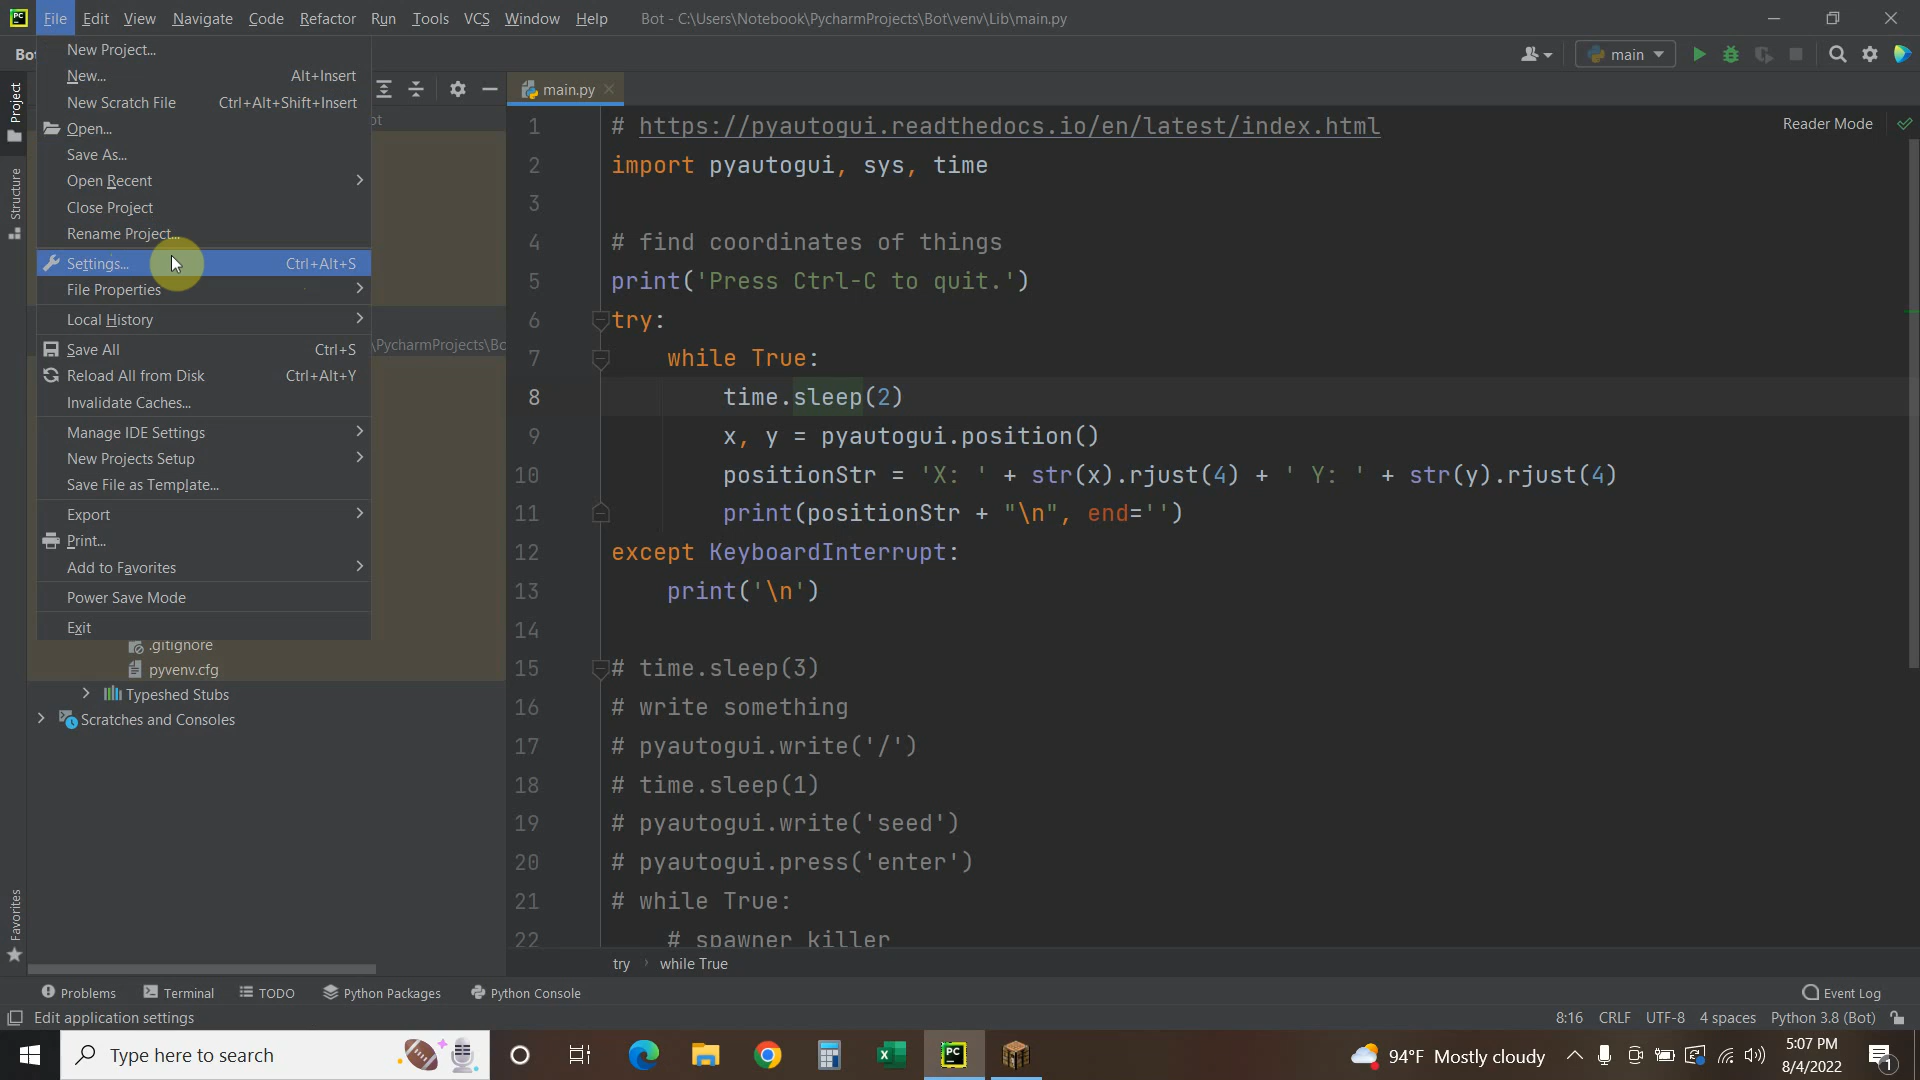 PC File Edit View Navigate Code Refactor Run Tools VCS Window Help Bot - C:\Users\Notebook\PycharmProjects\Bot\venv\Lib\main.py
Bot
main
New Project...
New... Alt+Insert
New Scratch File Ctrl+Alt+Shift+Insert
Open...
Save As...
Open Recent
Close Project
Rename Project...
Settings... Ctrl+Alt+S
File Properties
Local History
Save All Ctrl+S
Reload All from Disk Ctrl+Alt+Y
Invalidate Caches...
Manage IDE Settings
New Projects Setup
Save File as Template...
Export
Print...
Add to Favorites
Power Save Mode
Exit
\PycharmProjects\Bo
.gitignore
pyvenv.cfg
Typeshed Stubs
Scratches and Consoles
Project
Structure
Favorites
main.py
Reader Mode
1 # https://pyautogui.readthedocs.io/en/latest/index.html
2 import pyautogui, sys, time
3
4 # find coordinates of things
5 print('Press Ctrl-C to quit.')
6 try:
7 while True:
8 time.sleep(2)
9 x, y = pyautogui.position()
10 positionStr = 'X: ' + str(x).rjust(4) + ' Y: ' + str(y).rjust(4)
11 print(positionStr + "\n", end='')
12 except KeyboardInterrupt:
13 print('\n')
14
15 # time.sleep(3)
16 # write something
17 # pyautogui.write('/')
18 # time.sleep(1)
19 # pyautogui.write('seed')
20 # pyautogui.press('enter')
21 # while True:
22 # spawner killer
try › while True
Problems Terminal TODO Python Packages Python Console Event Log
Edit application settings 8:16 CRLF UTF-8 4 spaces Python 3.8 (Bot)
Type here to search
94°F Mostly cloudy
5:07 PM
8/4/2022
1